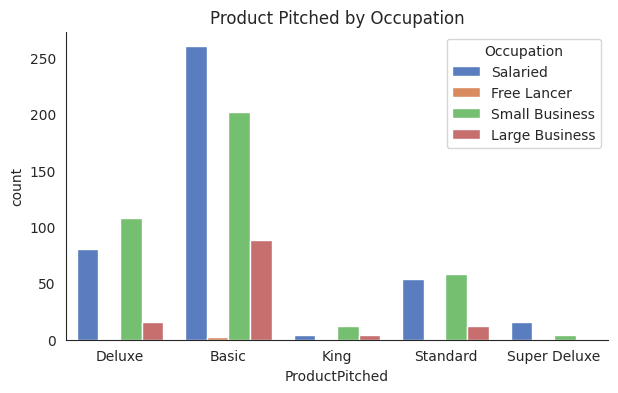 Product Pitched by Occupation
Occupation
Salaried
Free Lancer
Small Business
Large Business
count
250
200
150
100
50
0
Deluxe Basic King Standard Super Deluxe
ProductPitched